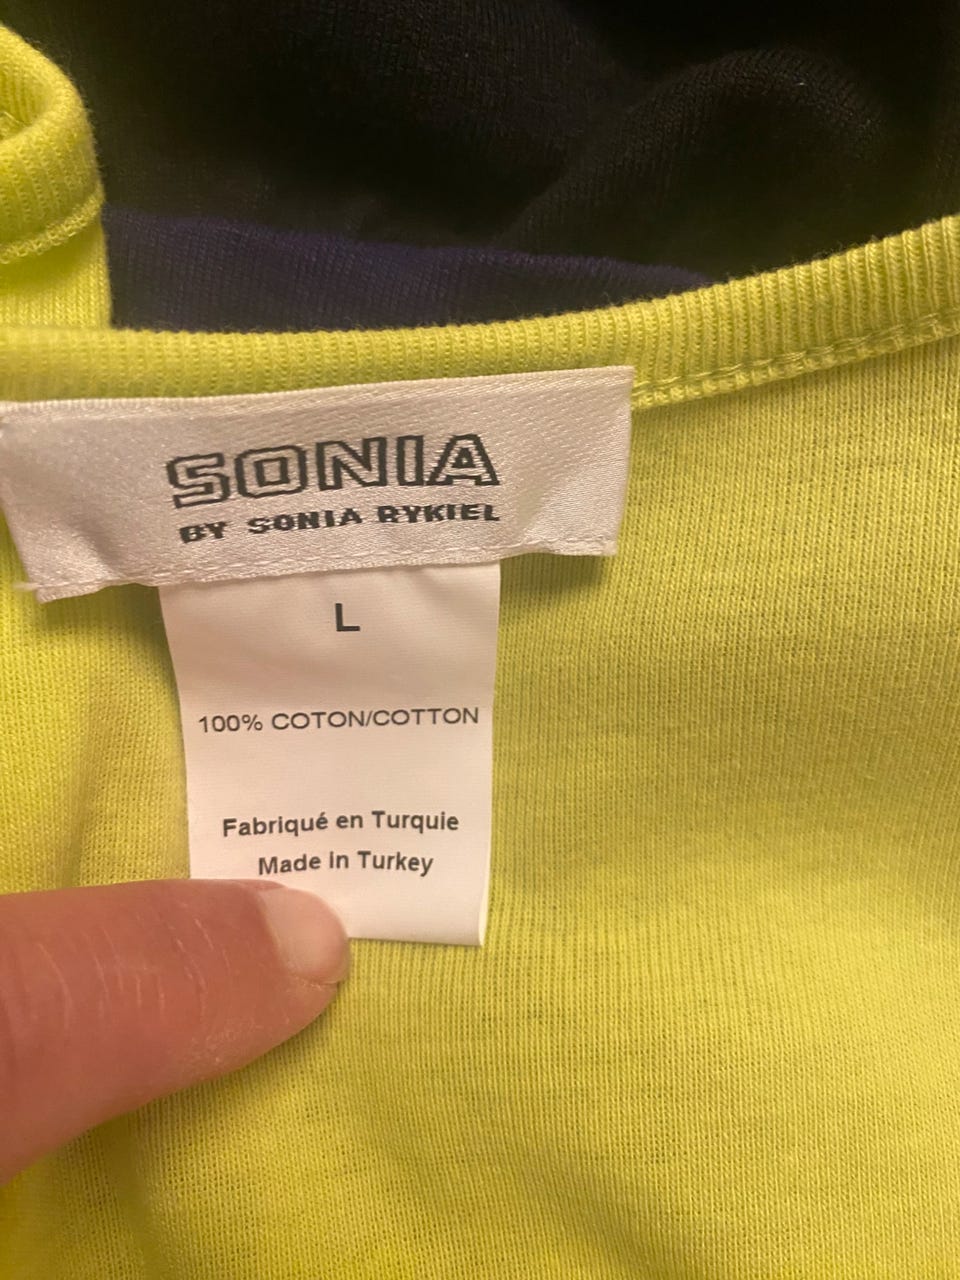 SONIA
BY SONIA RYKIEL
L
100% COTON/COTTON
Fabriqué en Turquie
Made in Turkey